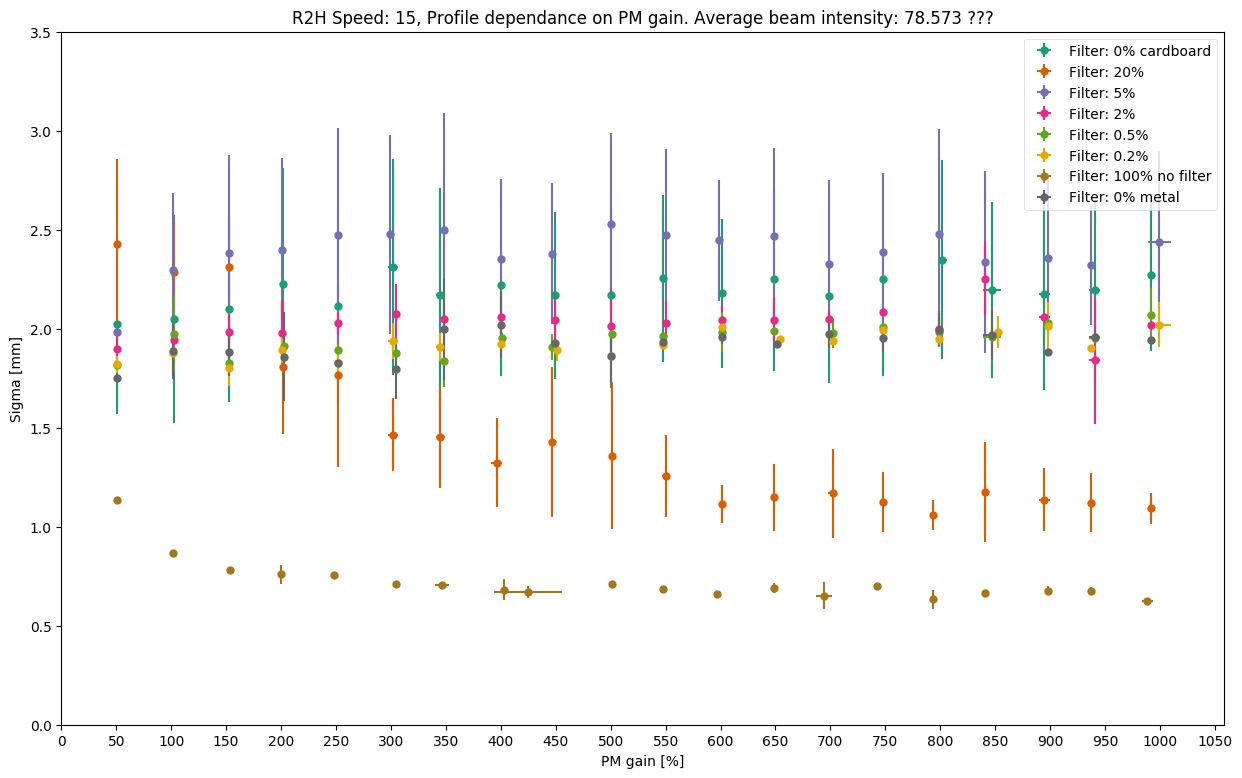 R2H Speed: 15, Profile dependance on PM gain. Average beam intensity: 78.573 ???
3.5
3.0
2.5
2.0
1.5
1.0
0.5
0.0
Sigma [mm]
Filter: 0% cardboard
Filter: 20%
Filter: 5%
Filter: 2%
Filter: 0.5%
Filter: 0.2%
Filter: 100% no filter
Filter: 0% metal
0 50 100 150 200 250 300 350 400 450 500 550 600 650 700 750 800 850 900 950 1000 1050
PM gain [%]